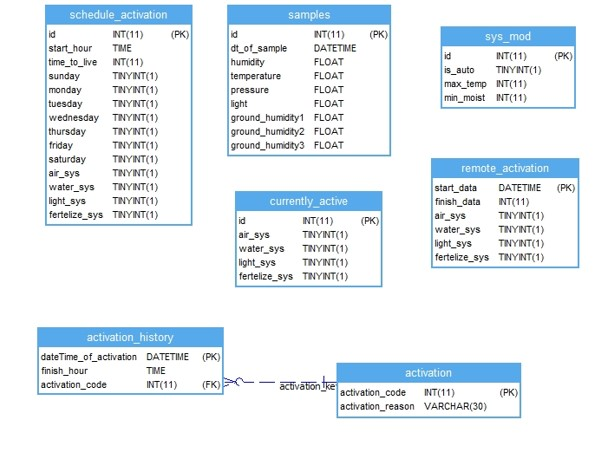 schedule_activation
id INT(11) (PK)
start_hour TIME
time_to_live INT(11)
sunday TINYINT(1)
monday TINYINT(1)
tuesday TINYINT(1)
wednesday TINYINT(1)
thursday TINYINT(1)
friday TINYINT(1)
saturday TINYINT(1)
air_sys TINYINT(1)
water_sys TINYINT(1)
light_sys TINYINT(1)
fertelize_sys TINYINT(1)
samples
id INT(11) (PK)
dt_of_sample DATETIME
humidity FLOAT
temperature FLOAT
pressure FLOAT
light FLOAT
ground_humidity1 FLOAT
ground_humidity2 FLOAT
ground_humidity3 FLOAT
sys_mod
id INT(11) (PK)
is_auto TINYINT(1)
max_temp INT(11)
min_moist INT(11)
currently_active
id INT(11) (PK)
air_sys TINYINT(1)
water_sys TINYINT(1)
light_sys TINYINT(1)
fertelize_sys TINYINT(1)
remote_activation
start_data DATETIME (PK)
finish_data INT(11)
air_sys TINYINT(1)
water_sys TINYINT(1)
light_sys TINYINT(1)
fertelize_sys TINYINT(1)
activation_history
dateTime_of_activation DATETIME (PK)
finish_hour TIME
activation_code INT(11) (FK)
activation_ke
activation
activation_code INT(11) (PK)
activation_reason VARCHAR(30)